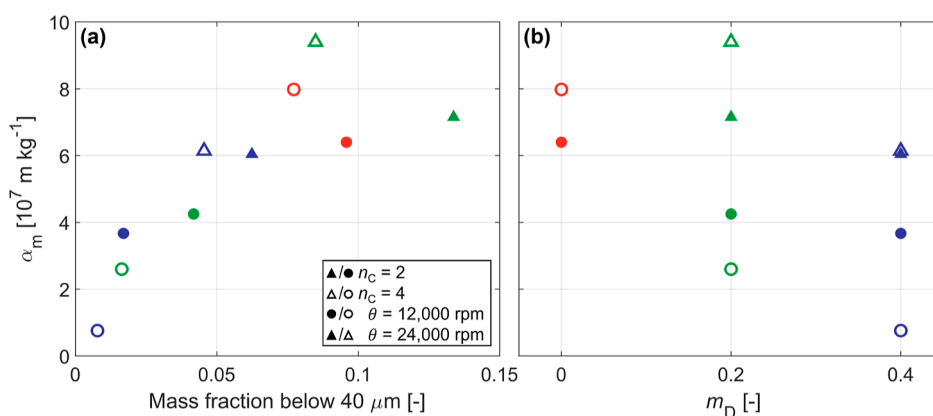 (a)
10
8
6
4
2
0
α_m [10^7 m kg^-1]
0
0.05
0.1
0.15
Mass fraction below 40 μm [-]
▲/● n_C = 2
△/○ n_C = 4
●/○ θ = 12,000 rpm
▲/△ θ = 24,000 rpm
(b)
0
0.2
0.4
m_D [-]